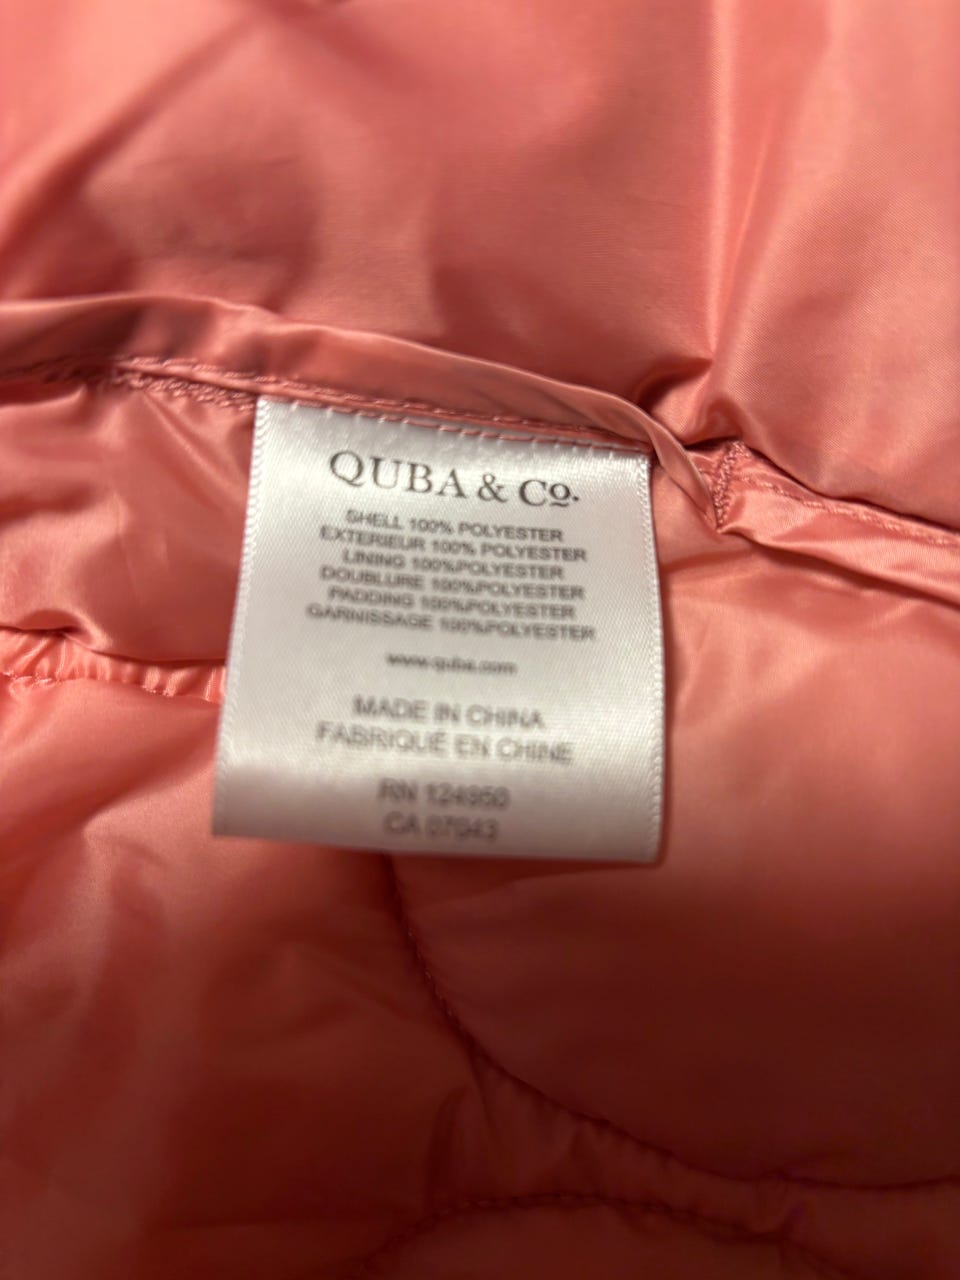 QUBA & Co.
SHELL 100% POLYESTER
EXTERIEUR 100% POLYESTER
LINING 100%POLYESTER
DOUBLURE 100%POLYESTER
PADDING 100%POLYESTER
GARNISSAGE 100%POLYESTER
www.quba.com
MADE IN CHINA
FABRIQUÉ EN CHINE
RN 124950
CA 07943